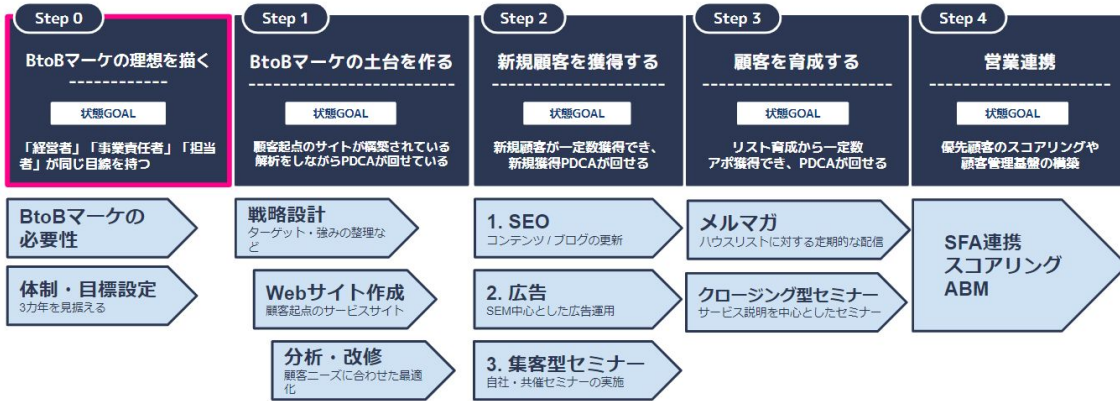 Step 0
BtoBマーケの理想を描く
状態GOAL
「経営者」「事業責任者」「担当
者」が同じ目線を持つ
BtoBマーケの
必要性
体制・目標設定
3カ年を見据える
Step 1
BtoBマーケの土台を作る
状態GOAL
顧客起点のサイトが構築されている
解析をしながらPDCAが回せている
戦略設計
ターゲット・強みの整理な
ど
Webサイト作成
顧客起点のサービスサイト
分析・改修
顧客ニーズに合わせた最適
化
Step 2
新規顧客を獲得する
状態GOAL
新規顧客が一定数獲得でき、
新規獲得PDCAが回せる
1. SEO
コンテンツ / ブログの更新
2. 広告
SEM中心とした広告運用
3. 集客型セミナー
自社・共催セミナーの実施
Step 3
顧客を育成する
状態GOAL
リスト育成から一定数
アポ獲得でき、PDCAが回せる
メルマガ
ハウスリストに対する定期的な配信
クロージング型セミナー
サービス説明を中心としたセミナー
Step 4
営業連携
状態GOAL
優先顧客のスコアリングや
顧客管理基盤の構築
SFA連携
スコアリング
ABM